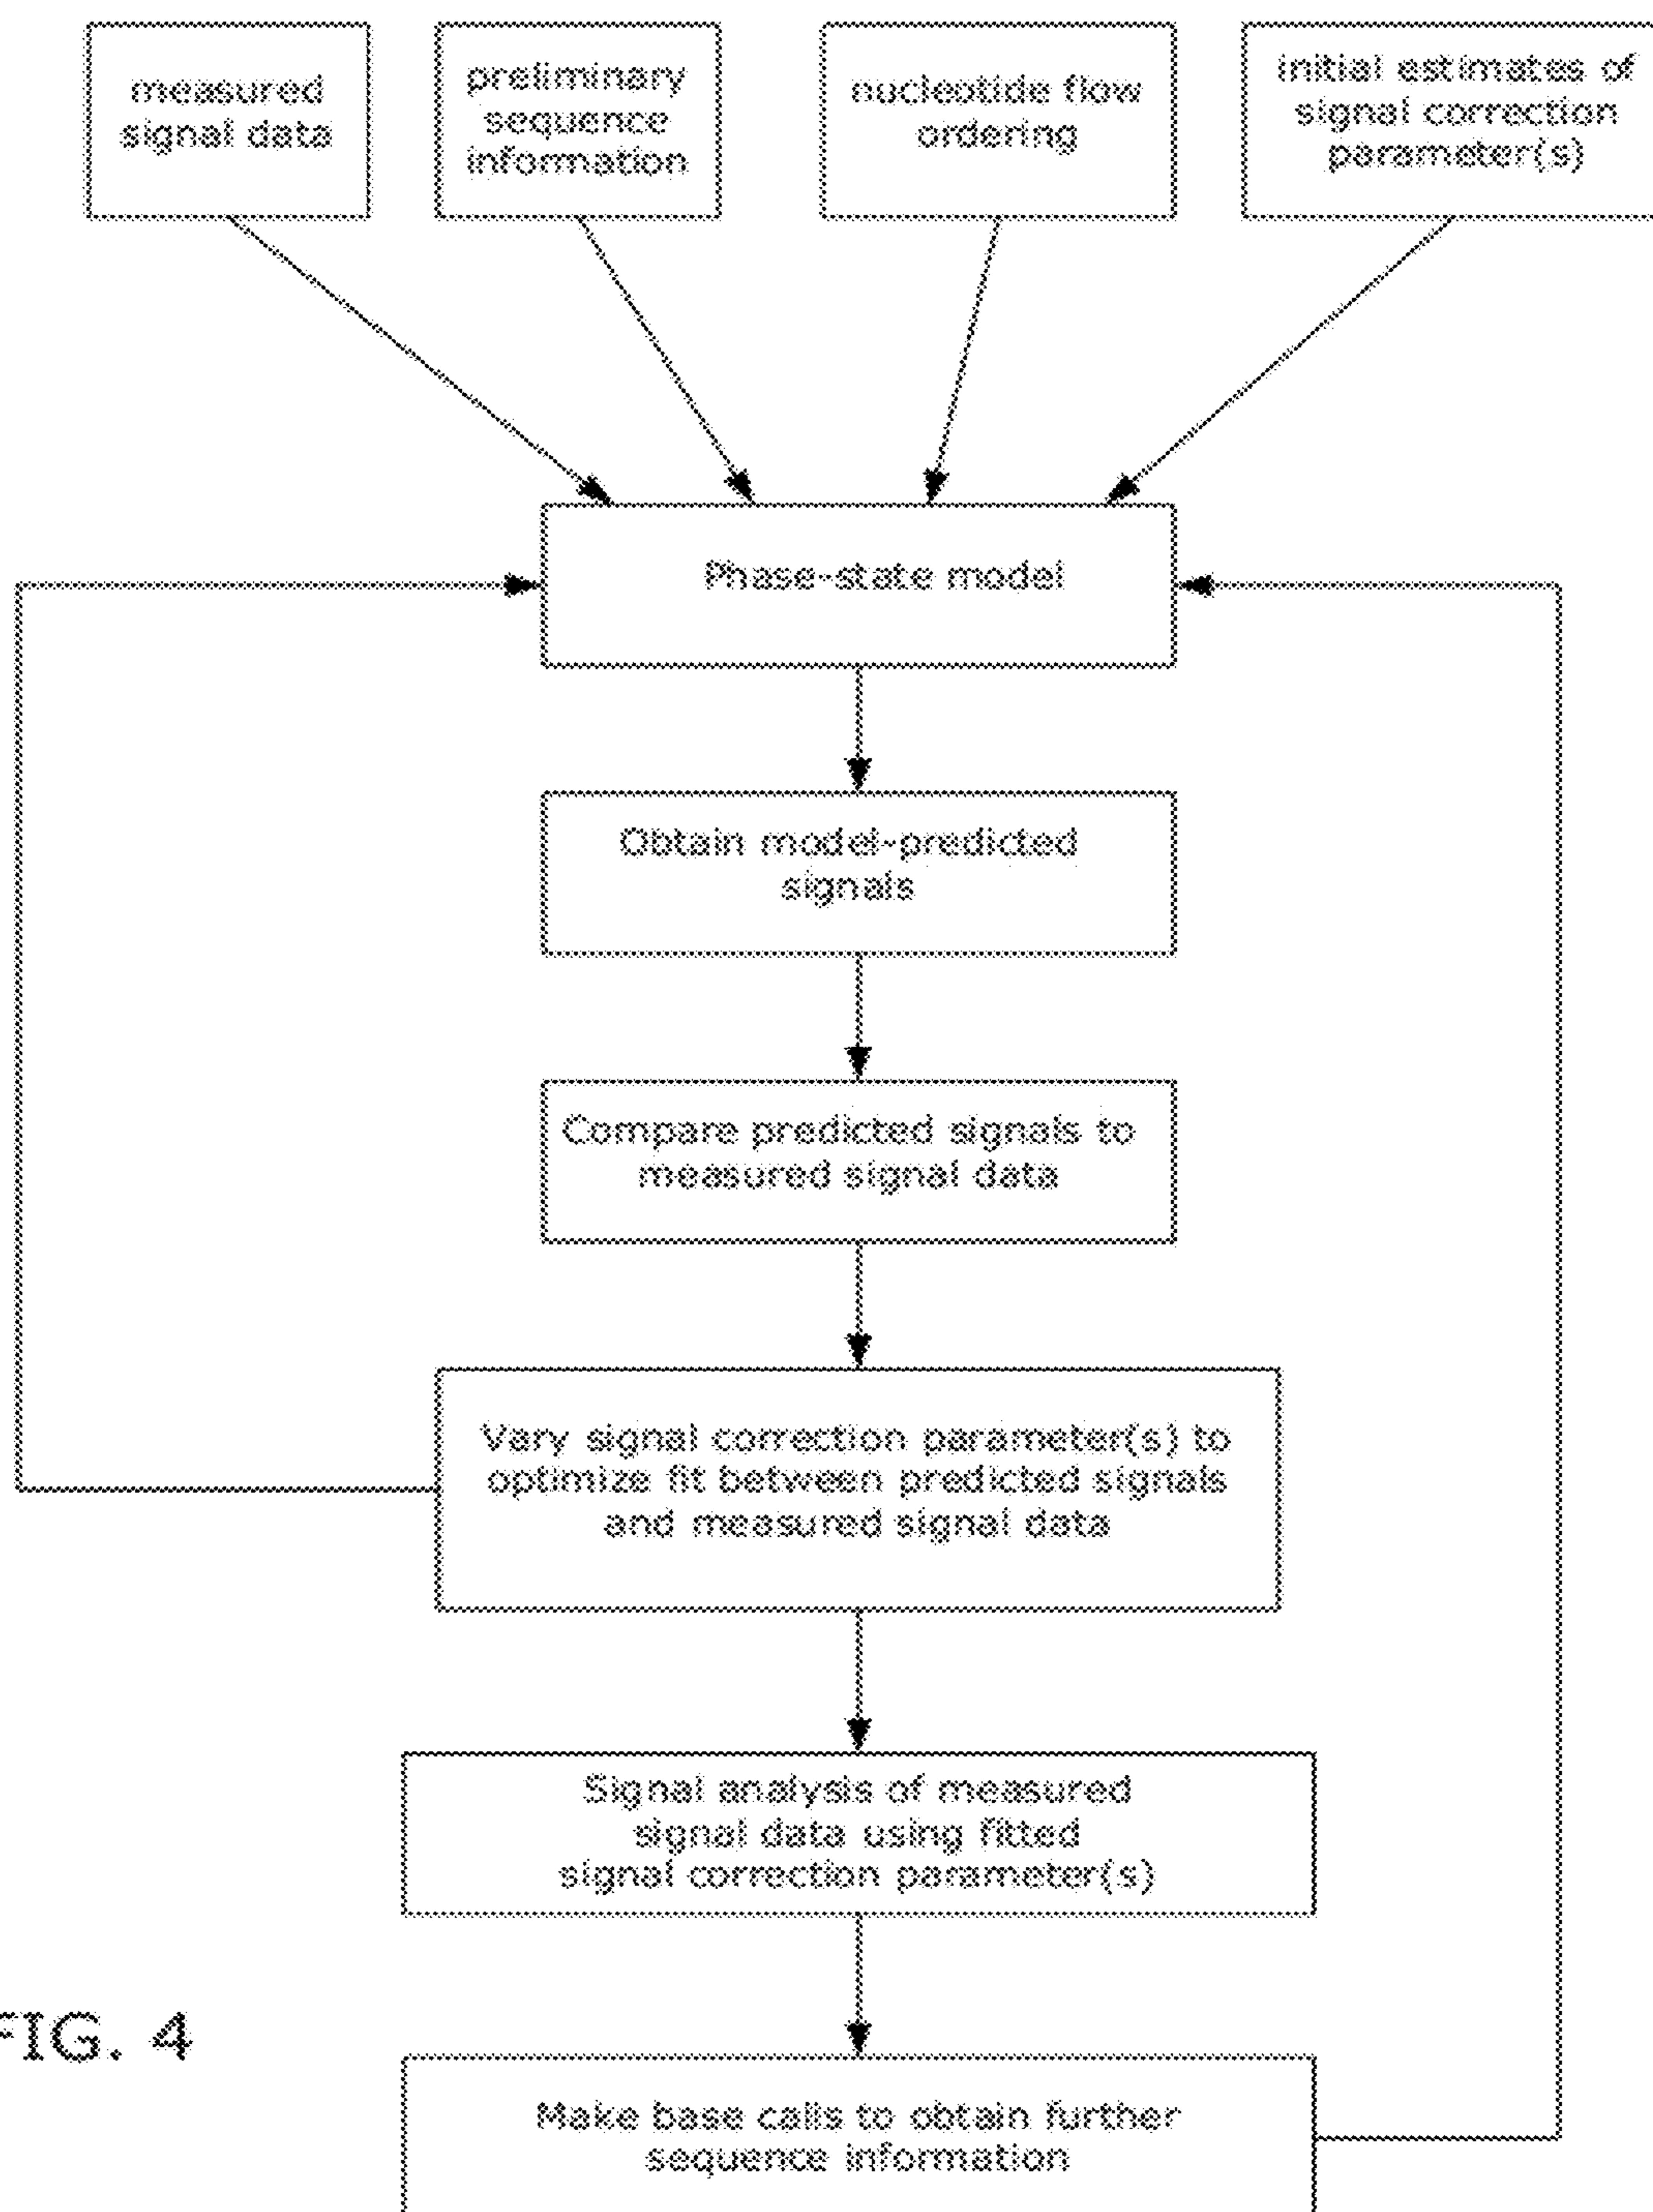 measured
signal data
preliminary
sequence
information
nucleotide flow
ordering
initial estimates of
signal correction
parameter(s)
Phase-state model
Obtain model-predicted
signals
Compare predicted signals to
measured signal data
Vary signal correction parameter(s) to
optimize fit between predicted signals
and measured signal data
Signal analysis of measured
signal data using fitted
signal correction parameter(s)
FIG. 4
Make base calls to obtain further
sequence information